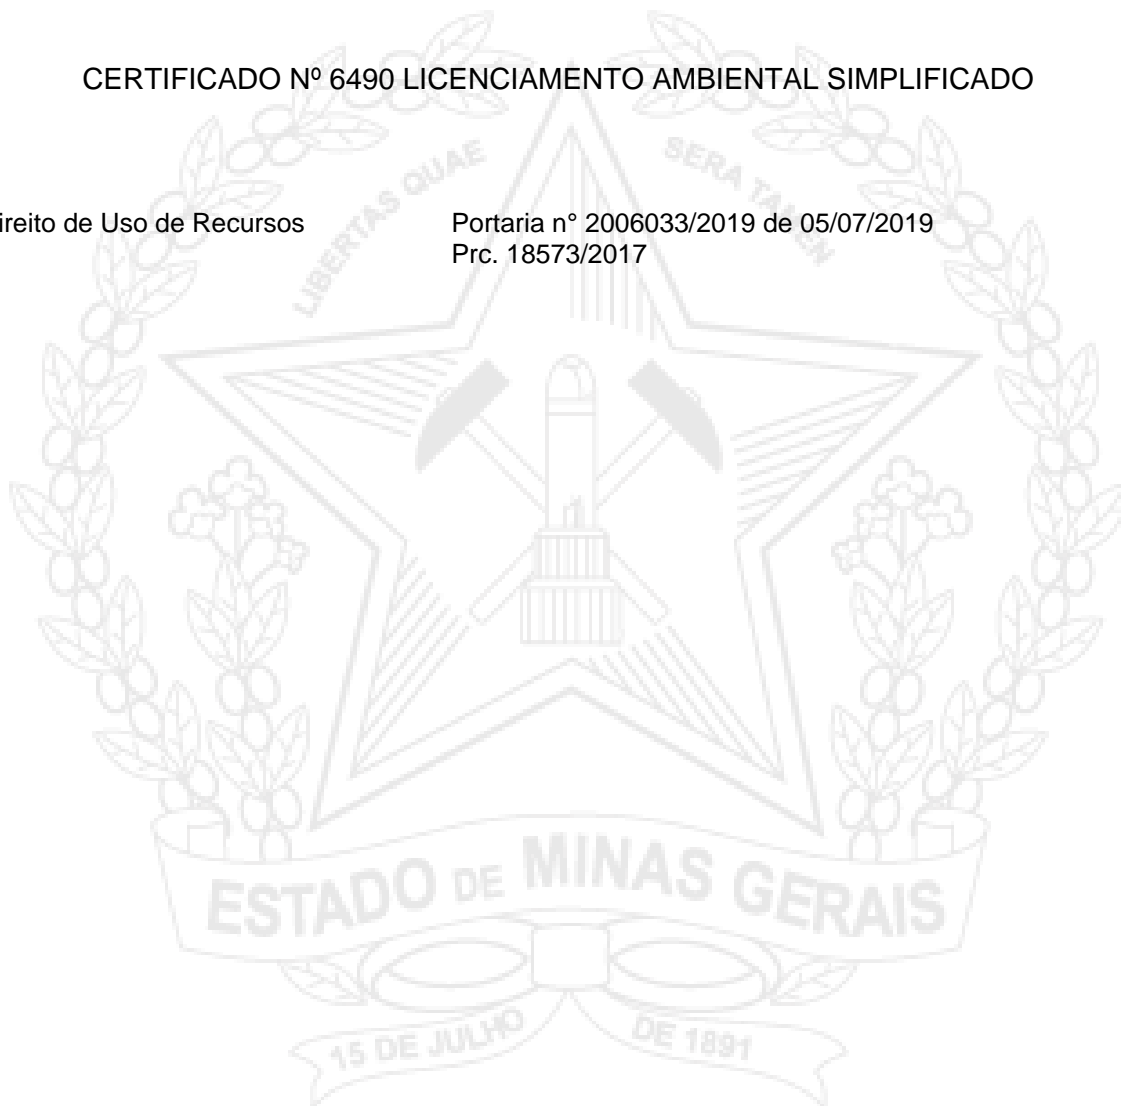 CERTIFICADO Nº 6490 LICENCIAMENTO AMBIENTAL SIMPLIFICADO
LIBERTAS QUAE SERA TAMEN
ireito de Uso de Recursos Portaria n° 2006033/2019 de 05/07/2019
Prc. 18573/2017
ESTADO DE MINAS GERAIS
15 DE JULHO DE 1891